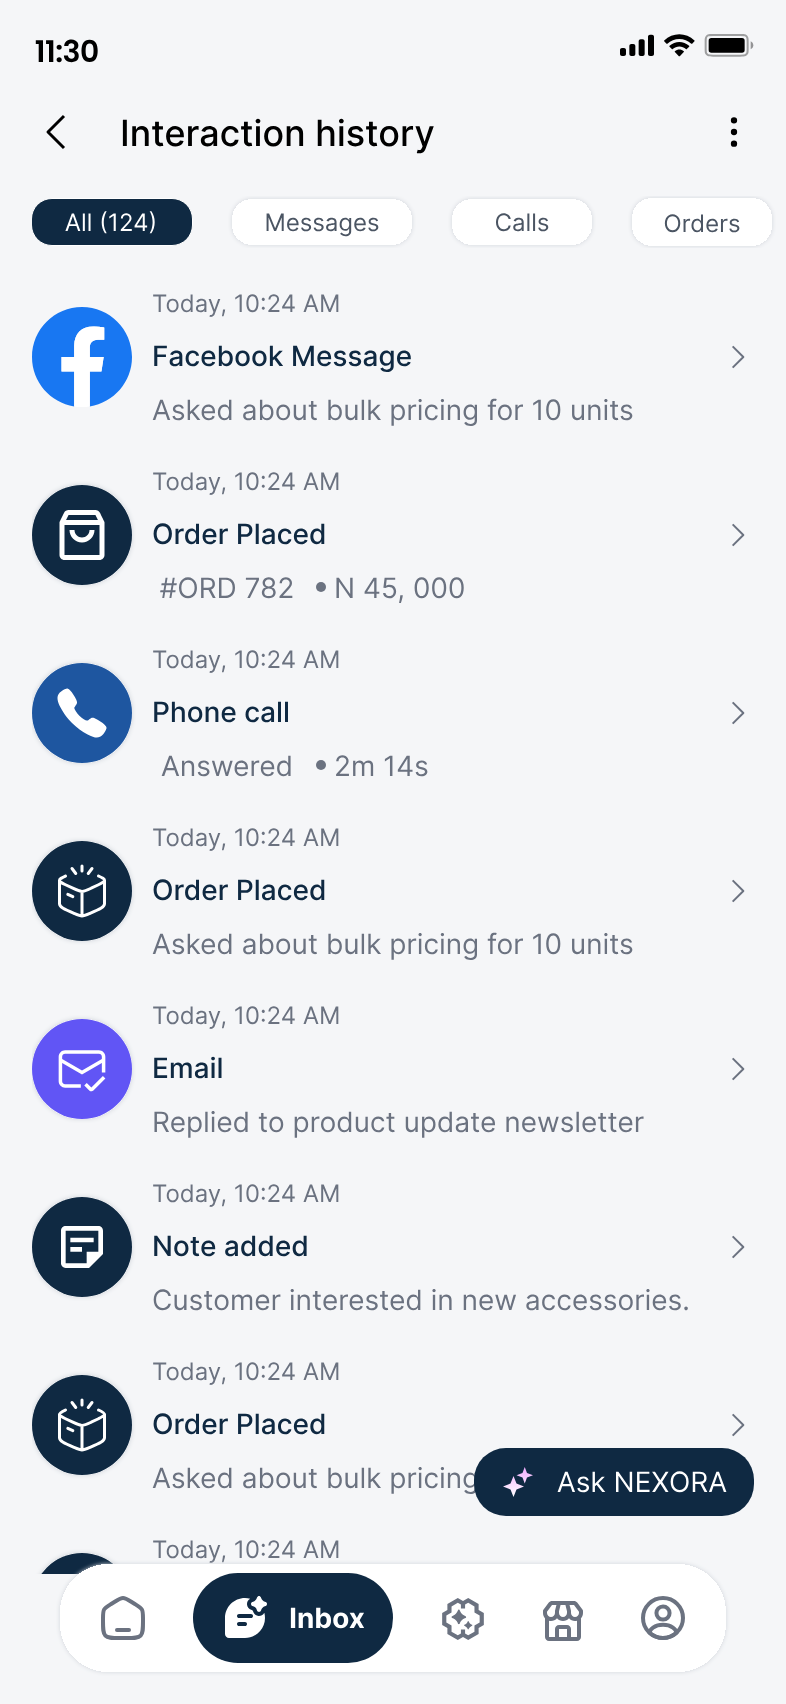 11:30
Interaction history
All (124) Messages Calls Orders
Today, 10:24 AM
Facebook Message
Asked about bulk pricing for 10 units
Today, 10:24 AM
Order Placed
#ORD 782 • N 45, 000
Today, 10:24 AM
Phone call
Answered • 2m 14s
Today, 10:24 AM
Order Placed
Asked about bulk pricing for 10 units
Today, 10:24 AM
Email
Replied to product update newsletter
Today, 10:24 AM
Note added
Customer interested in new accessories.
Today, 10:24 AM
Order Placed
Asked about bulk pricing
Ask NEXORA
Today, 10:24 AM
Inbox